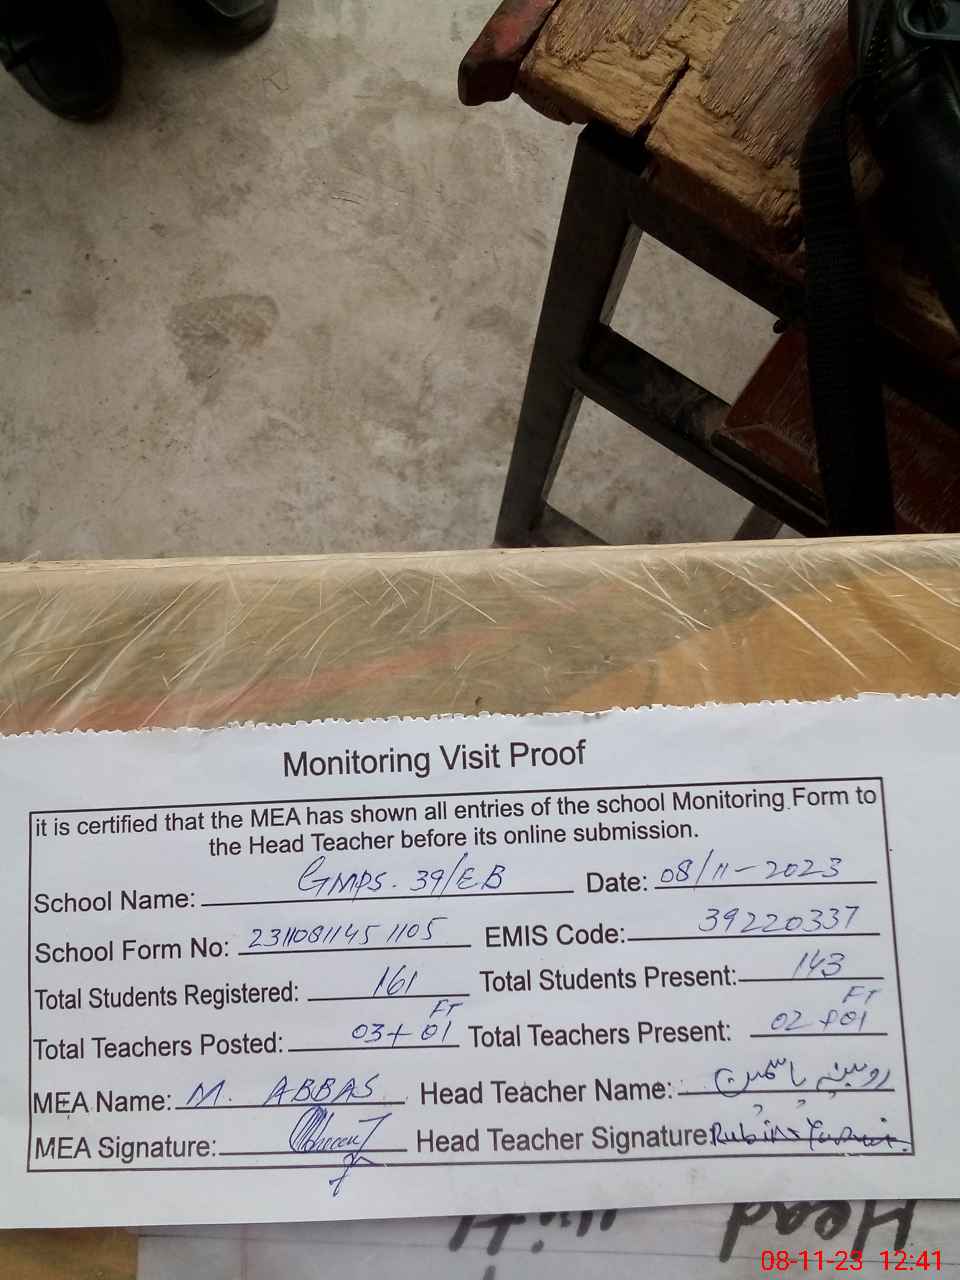 Monitoring Visit Proof
it is certified that the MEA has shown all entries of the school Monitoring Form to
the Head Teacher before its online submission.
School Name: GMPS. 39/EB Date: 08/11-2023
School Form No: 23110811451105 EMIS Code: 39220337
Total Students Registered: 161 Total Students Present: 143
Total Teachers Posted: 03+01 FT Total Teachers Present: 02+01 FT
MEA Name: M. ABBAS Head Teacher Name: روبینہ یاسمین
MEA Signature: Head Teacher Signature Rubina Yasmin
Head
08-11-23 12:41